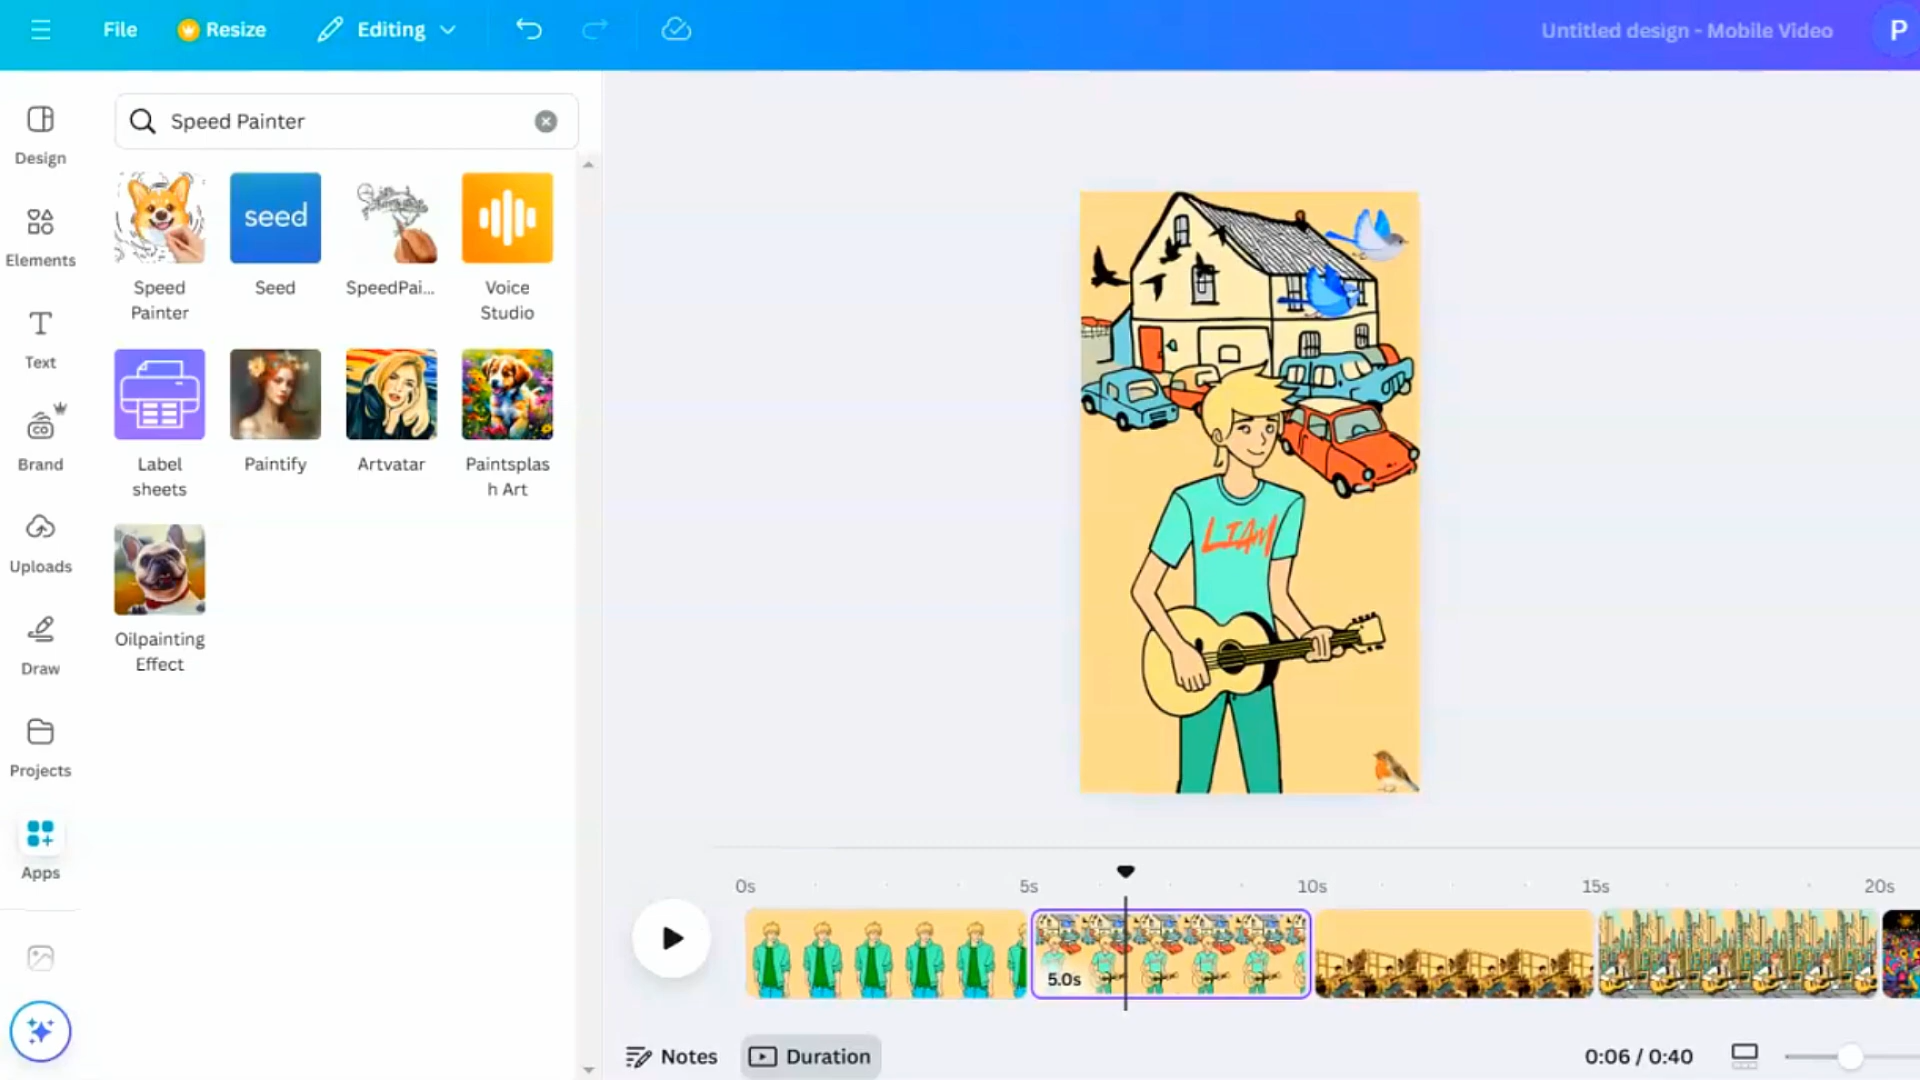 File
Resize
Editing
Untitled design - Mobile Video
P
Design
Elements
Text
Brand
CO
Uploads
Draw
Projects
Apps
Speed Painter
seed
Speed
Painter
Seed
SpeedPai...
Voice
Studio
Label
sheets
Paintify
Artvatar
Paintsplas
h Art
Oilpainting
Effect
LIAM
0s
5s
10s
15s
20s
5.0s
Notes
Duration
0:06 / 0:40